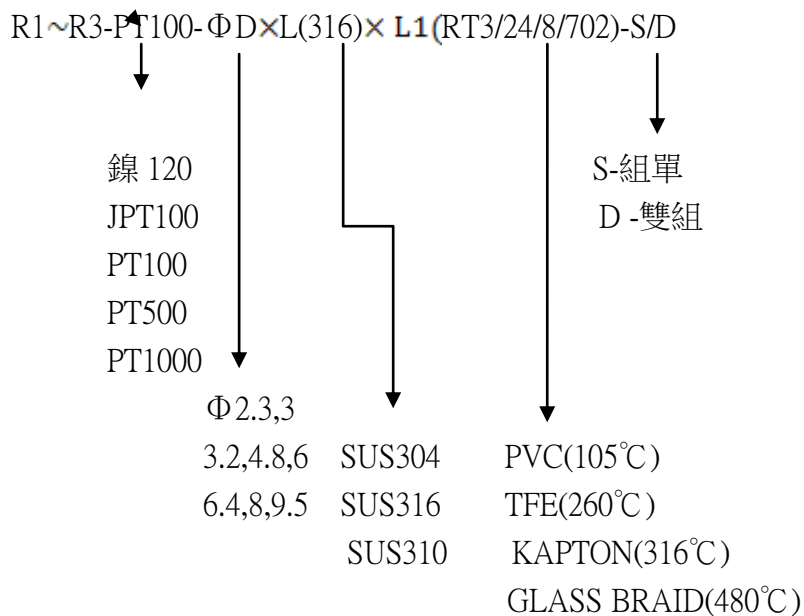 R1~R3-PT100-ΦD×L(316)× L1(RT3/24/8/702)-S/D
鎳 120
S-組單
JPT100
D -雙組
PT100
PT500
PT1000
Φ2.3,3
3.2,4.8,6 SUS304 PVC(105℃)
6.4,8,9.5 SUS316 TFE(260℃)
SUS310 KAPTON(316℃)
GLASS BRAID(480℃)